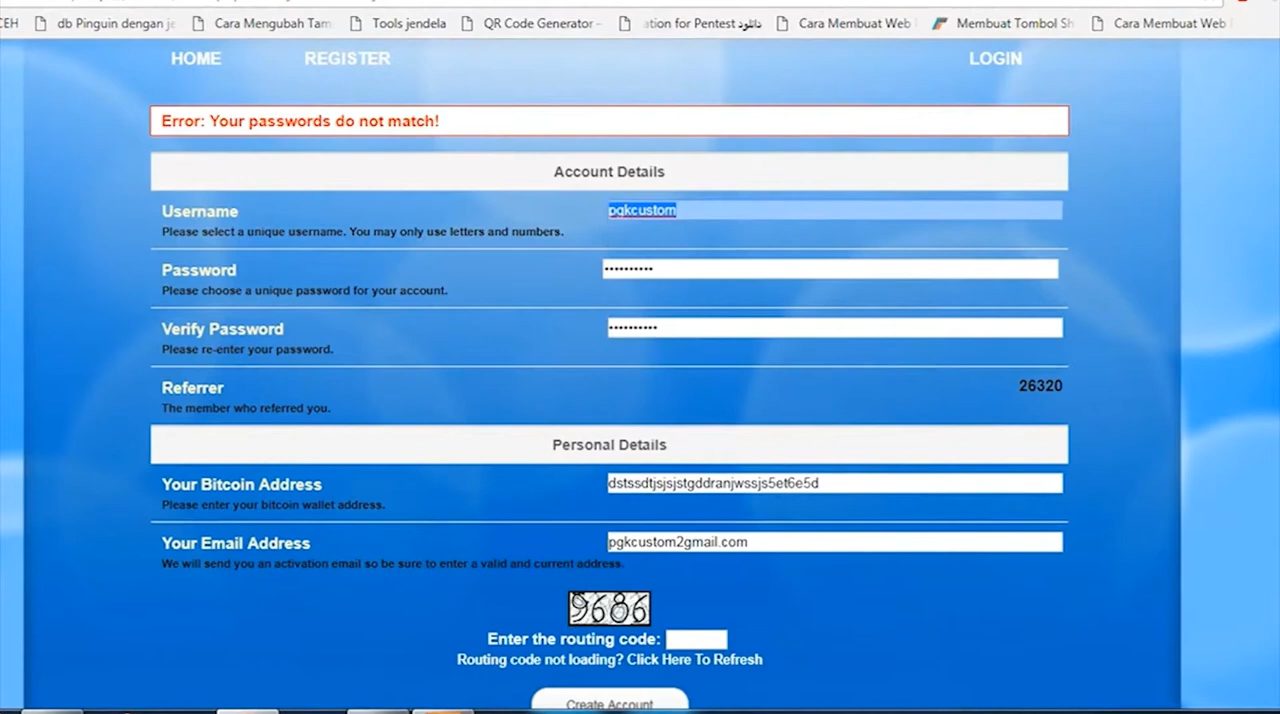 CEH db Pinguin dengan je Cara Mengubah Tam Tools jendela QR Code Generator – ation for Pentest دانلود Cara Membuat Web Membuat Tombol Sh Cara Membuat Web
HOME REGISTER LOGIN
Error: Your passwords do not match!
Account Details
Username pgkcustom
Please select a unique username. You may only use letters and numbers.
Password ••••••••••
Please choose a unique password for your account.
Verify Password ••••••••••
Please re-enter your password.
Referrer 26320
The member who referred you.
Personal Details
Your Bitcoin Address dstssdtjsjsjstgddranjwssjs5et6e5d
Please enter your bitcoin wallet address.
Your Email Address pgkcustom2gmail.com
We will send you an activation email so be sure to enter a valid and current address.
9686
Enter the routing code:
Routing code not loading? Click Here To Refresh
Create Account